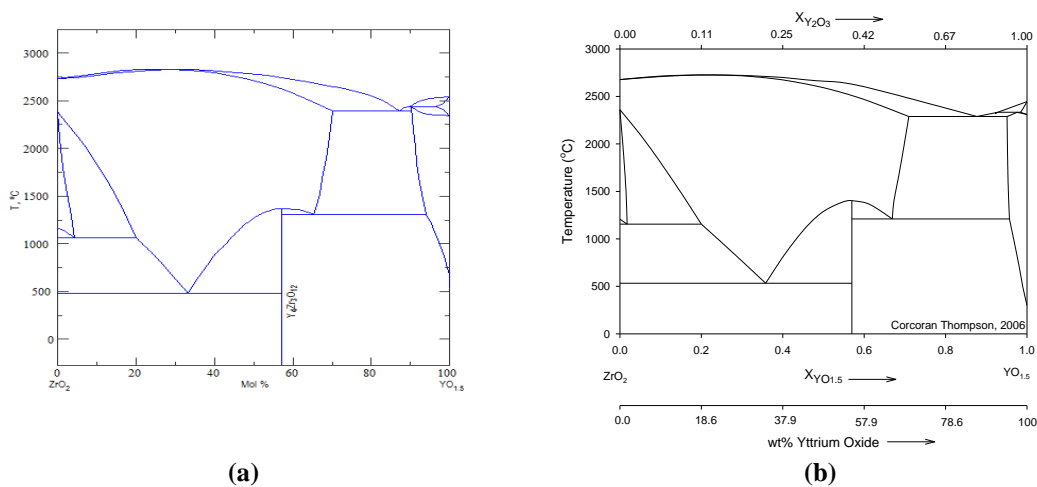 3000
2500
2000
1500
1000
500
0
T, ºC
0 20 40 60 80 100
ZrO2 Mol % YO1.5
Y4Zr3O12
(a)
XY2O3
0.00 0.11 0.25 0.42 0.67 1.00
3000
2500
2000
1500
1000
500
0
Temperature (oC)
Corcoran Thompson, 2006
0.0 0.2 0.4 0.6 0.8 1.0
ZrO2 XYO1.5 YO1.5
0.0 18.6 37.9 57.9 78.6 100
wt% Yttrium Oxide
(b)